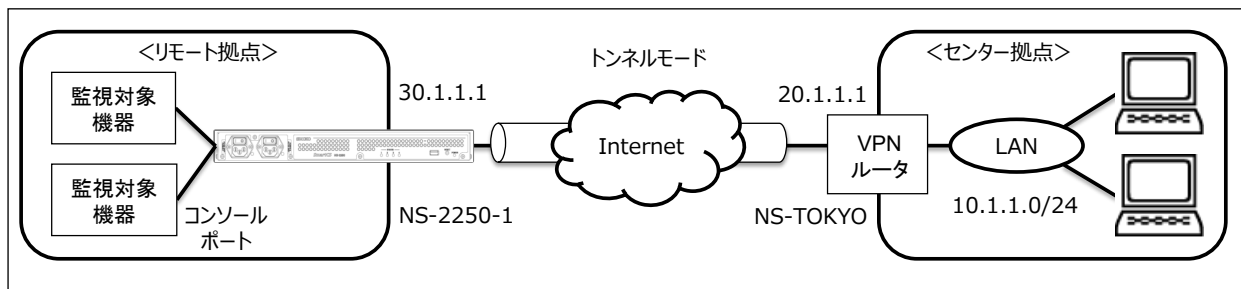 <リモート拠点>
監視対象
機器
監視対象
機器
コンソール
ポート
30.1.1.1
NS-2250-1
トンネルモード
Internet
20.1.1.1
VPN
ルータ
NS-TOKYO
<センター拠点>
LAN
10.1.1.0/24